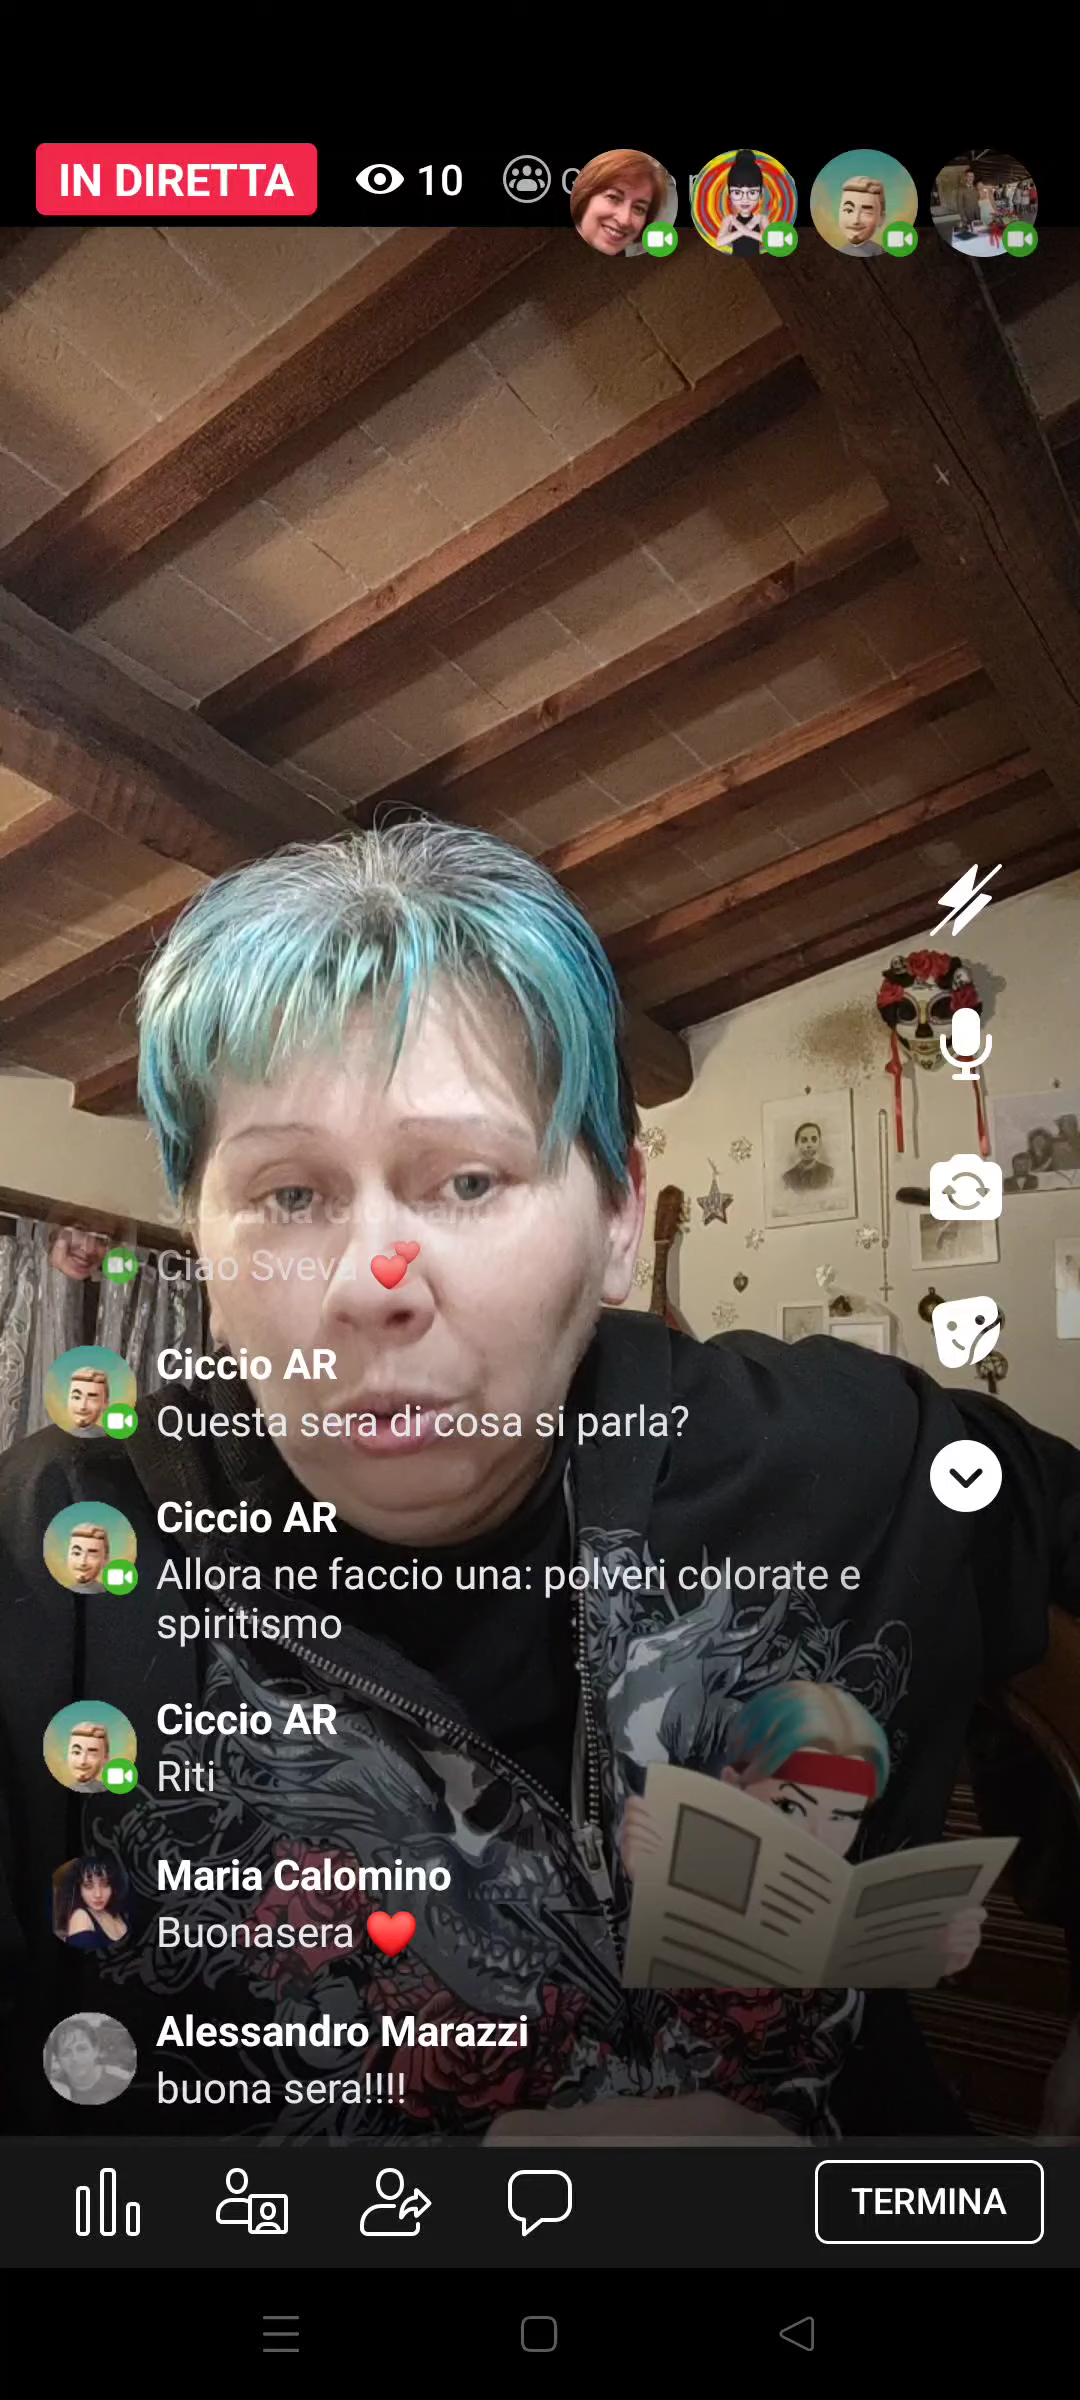 IN DIRETTA
10
Ciao Sveva
Ciccio AR
Questa sera di cosa si parla?
Ciccio AR
Allora ne faccio una: polveri colorate e
spiritismo
Ciccio AR
Riti
Maria Calomino
Buonasera ❤️
Alessandro Marazzi
buona sera!!!!
TERMINA